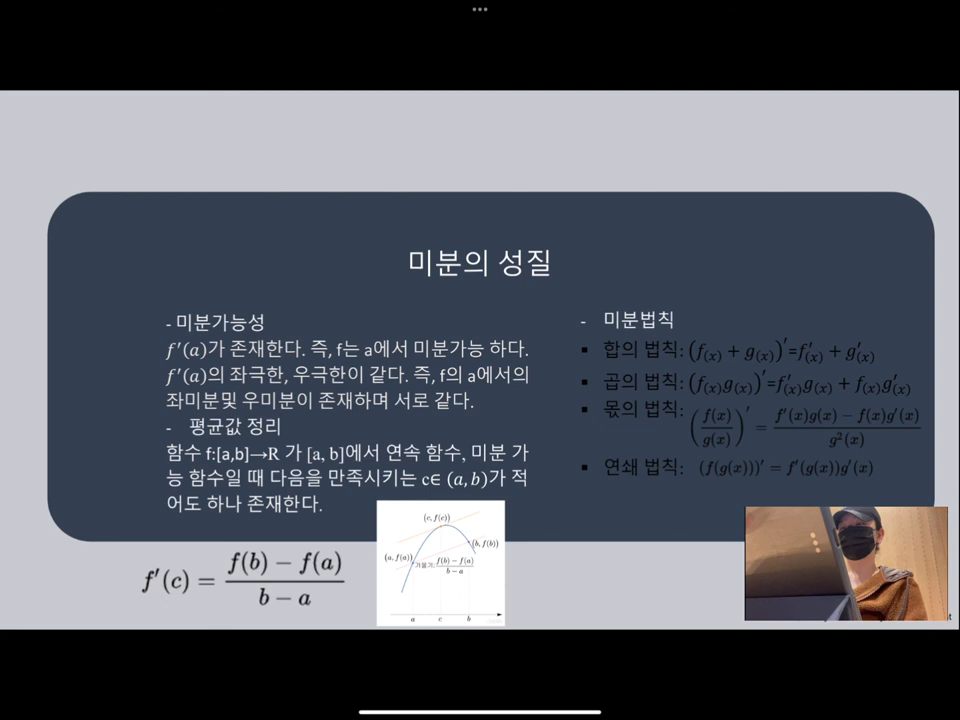 미분의 성질
- 미분가능성
f′(a)가 존재한다. 즉, f는 a에서 미분가능 하다.
f′(a)의 좌극한, 우극한이 같다. 즉, f의 a에서의
좌미분및 우미분이 존재하며 서로 같다.
- 평균값 정리
함수 f:[a,b]→R 가 [a, b]에서 연속 함수, 미분 가
능 함수일 때 다음을 만족시키는 c∈ (a, b)가 적
어도 하나 존재한다.
f′(c) = (f(b) − f(a))/(b − a)
(c, f(c))
(a, f(a))
(b, f(b))
기울기: (f(b) − f(a))/(b − a)
a c b
- 미분법칙
▪ 합의 법칙: (f(x) + g(x))′=f′(x) + g′(x)
▪ 곱의 법칙: (f(x)g(x))′=f′(x)g(x) + f(x)g′(x)
▪ 몫의 법칙: (f(x)/g(x))′ = (f′(x)g(x) − f(x)g′(x))/g²(x)
▪ 연쇄 법칙: (f(g(x)))′ = f′(g(x))g′(x)